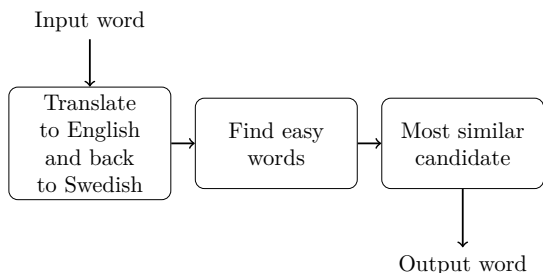 Input word
Translate
to English
and back
to Swedish
Find easy
words
Most similar
candidate
Output word